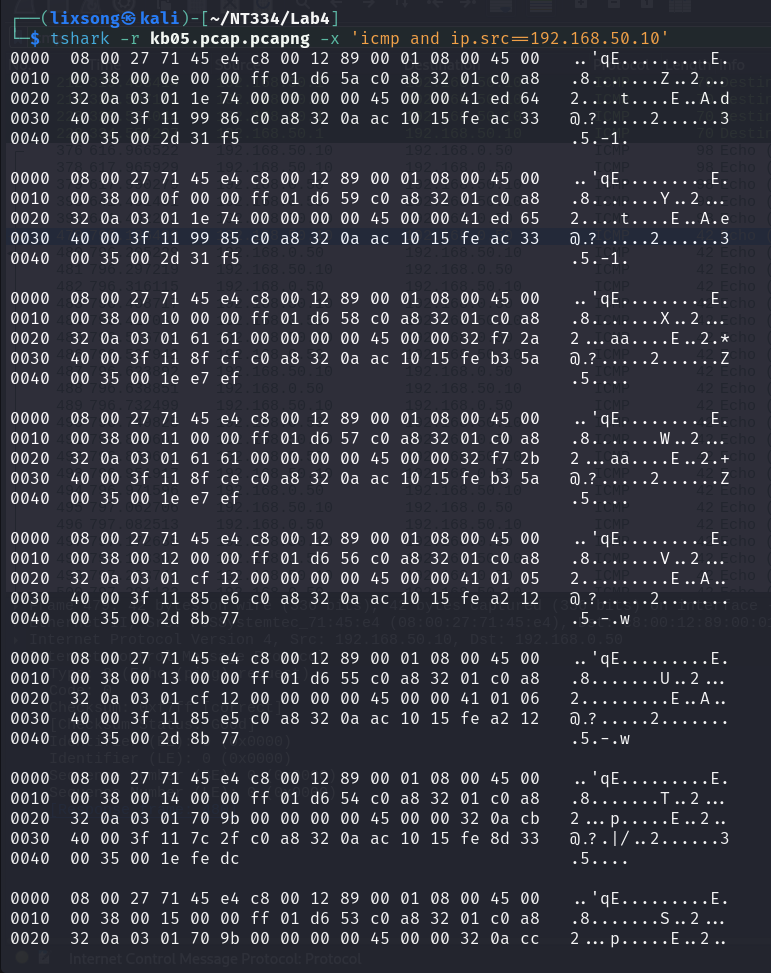 ┌──(lixsong㉿kali)-[~/NT334/Lab4]
└─$ tshark -r kb05.pcap.pcapng -x 'icmp and ip.src==192.168.50.10'
0000  08 00 27 71 45 e4 c8 00 12 89 00 01 08 00 45 00   ..'qE.........E.
0010  00 38 00 0e 00 00 ff 01 d6 5a c0 a8 32 01 c0 a8   .8.......Z..2...
0020  32 0a 03 01 1e 74 00 00 00 00 45 00 00 41 ed 64   2....t....E..A.d
0030  40 00 3f 11 99 86 c0 a8 32 0a ac 10 15 fe ac 33   @.?.....2......3
0040  00 35 00 2d 31 f5                                 .5.-1.

0000  08 00 27 71 45 e4 c8 00 12 89 00 01 08 00 45 00   ..'qE.........E.
0010  00 38 00 0f 00 00 ff 01 d6 59 c0 a8 32 01 c0 a8   .8.......Y..2...
0020  32 0a 03 01 1e 74 00 00 00 00 45 00 00 41 ed 65   2....t....E..A.e
0030  40 00 3f 11 99 85 c0 a8 32 0a ac 10 15 fe ac 33   @.?.....2......3
0040  00 35 00 2d 31 f5                                 .5.-1.

0000  08 00 27 71 45 e4 c8 00 12 89 00 01 08 00 45 00   ..'qE.........E.
0010  00 38 00 10 00 00 ff 01 d6 58 c0 a8 32 01 c0 a8   .8.......X..2...
0020  32 0a 03 01 61 61 00 00 00 00 45 00 00 32 f7 2a   2...aa....E..2.*
0030  40 00 3f 11 8f cf c0 a8 32 0a ac 10 15 fe b3 5a   @.?.....2......Z
0040  00 35 00 1e e7 ef                                 .5....

0000  08 00 27 71 45 e4 c8 00 12 89 00 01 08 00 45 00   ..'qE.........E.
0010  00 38 00 11 00 00 ff 01 d6 57 c0 a8 32 01 c0 a8   .8.......W..2...
0020  32 0a 03 01 61 61 00 00 00 00 45 00 00 32 f7 2b   2...aa....E..2.+
0030  40 00 3f 11 8f ce c0 a8 32 0a ac 10 15 fe b3 5a   @.?.....2......Z
0040  00 35 00 1e e7 ef                                 .5....

0000  08 00 27 71 45 e4 c8 00 12 89 00 01 08 00 45 00   ..'qE.........E.
0010  00 38 00 12 00 00 ff 01 d6 56 c0 a8 32 01 c0 a8   .8.......V..2...
0020  32 0a 03 01 cf 12 00 00 00 00 45 00 00 41 01 05   2.........E..A..
0030  40 00 3f 11 85 e6 c0 a8 32 0a ac 10 15 fe a2 12   @.?.....2.......
0040  00 35 00 2d 8b 77                                 .5.-.w

0000  08 00 27 71 45 e4 c8 00 12 89 00 01 08 00 45 00   ..'qE.........E.
0010  00 38 00 13 00 00 ff 01 d6 55 c0 a8 32 01 c0 a8   .8.......U..2...
0020  32 0a 03 01 cf 12 00 00 00 00 45 00 00 41 01 06   2.........E..A..
0030  40 00 3f 11 85 e5 c0 a8 32 0a ac 10 15 fe a2 12   @.?.....2.......
0040  00 35 00 2d 8b 77                                 .5.-.w

0000  08 00 27 71 45 e4 c8 00 12 89 00 01 08 00 45 00   ..'qE.........E.
0010  00 38 00 14 00 00 ff 01 d6 54 c0 a8 32 01 c0 a8   .8.......T..2...
0020  32 0a 03 01 70 9b 00 00 00 00 45 00 00 32 0a cb   2...p.....E..2..
0030  40 00 3f 11 7c 2f c0 a8 32 0a ac 10 15 fe 8d 33   @.?.|/..2......3
0040  00 35 00 1e fe dc                                 .5....

0000  08 00 27 71 45 e4 c8 00 12 89 00 01 08 00 45 00   ..'qE.........E.
0010  00 38 00 15 00 00 ff 01 d6 53 c0 a8 32 01 c0 a8   .8.......S..2...
0020  32 0a 03 01 70 9b 00 00 00 00 45 00 00 32 0a cc   2...p.....E..2..
Internet Control Message Protocol: Protocol